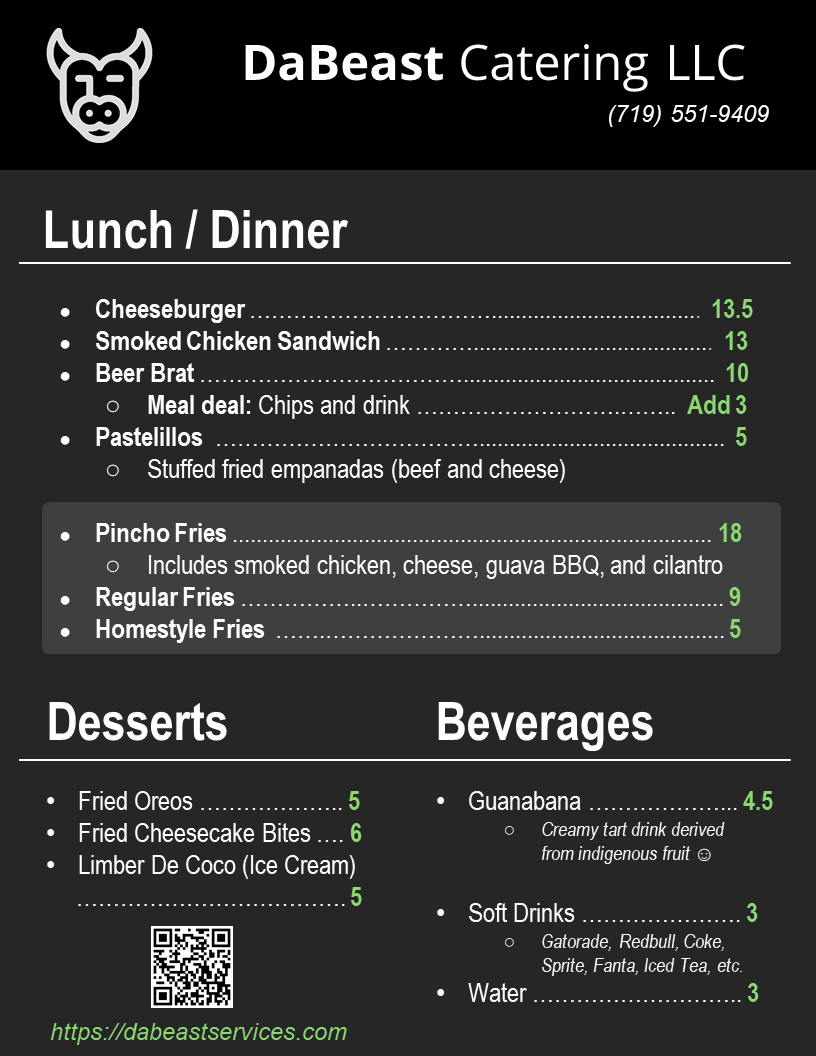 DaBeast Catering LLC
(719) 551-9409
Lunch / Dinner
• Cheeseburger ........................................................ 13.5
• Smoked Chicken Sandwich ........................................ 13
• Beer Brat ............................................................. 10
○ Meal deal: Chips and drink ................................ Add 3
• Pastelillos ............................................................ 5
○ Stuffed fried empanadas (beef and cheese)
• Pincho Fries .......................................................... 18
○ Includes smoked chicken, cheese, guava BBQ, and cilantro
• Regular Fries ......................................................... 9
• Homestyle Fries ..................................................... 5
Desserts
• Fried Oreos .................... 5
• Fried Cheesecake Bites .... 6
• Limber De Coco (Ice Cream)
.................................... 5
https://dabeastservices.com
Beverages
• Guanabana .................... 4.5
○ Creamy tart drink derived
from indigenous fruit ☺
• Soft Drinks ...................... 3
○ Gatorade, Redbull, Coke,
Sprite, Fanta, Iced Tea, etc.
• Water ............................ 3